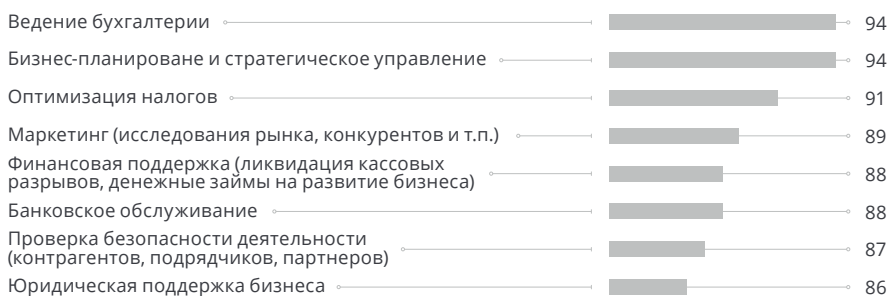 Ведение бухгалтерии 94
Бизнес-планироване и стратегическое управление 94
Оптимизация налогов 91
Маркетинг (исследования рынка, конкурентов и т.п.) 89
Финансовая поддержка (ликвидация кассовых
разрывов, денежные займы на развитие бизнеса) 88
Банковское обслуживание 88
Проверка безопасности деятельности
(контрагентов, подрядчиков, партнеров) 87
Юридическая поддержка бизнеса 86